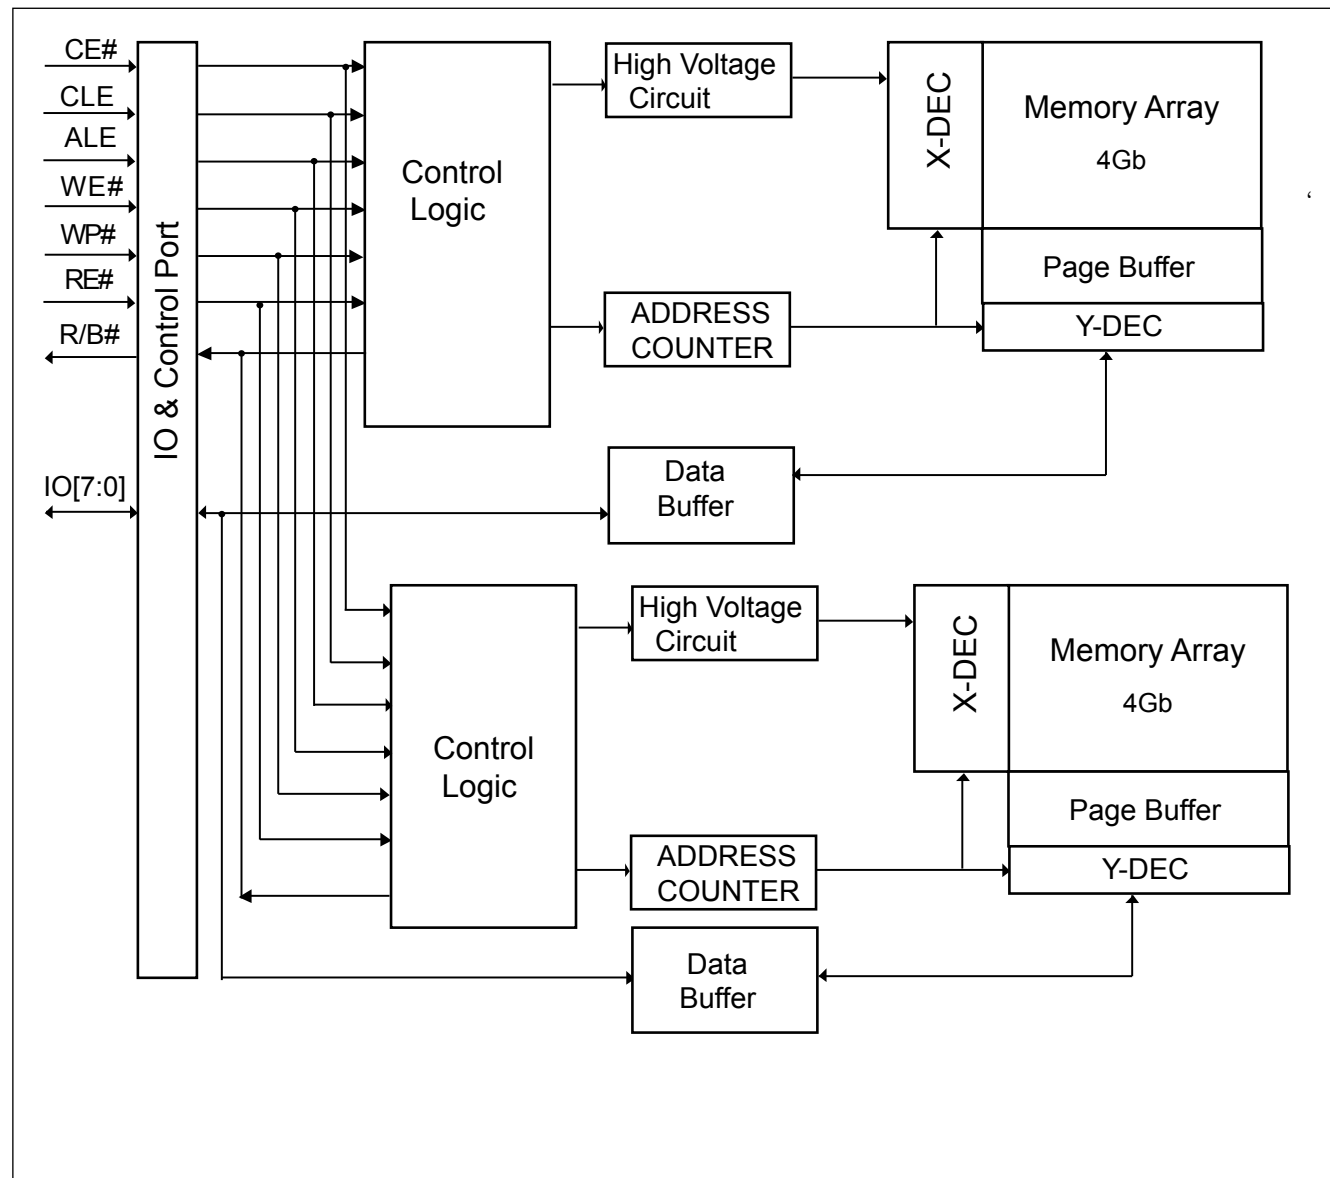 CE#
CLE
ALE
WE#
WP#
RE#
R/B#
IO[7:0]
IO & Control Port
Control
Logic
High Voltage
Circuit
ADDRESS
COUNTER
Data
Buffer
X-DEC
Memory Array
4Gb
Page Buffer
Y-DEC
‘
Control
Logic
High Voltage
Circuit
ADDRESS
COUNTER
Data
Buffer
X-DEC
Memory Array
4Gb
Page Buffer
Y-DEC